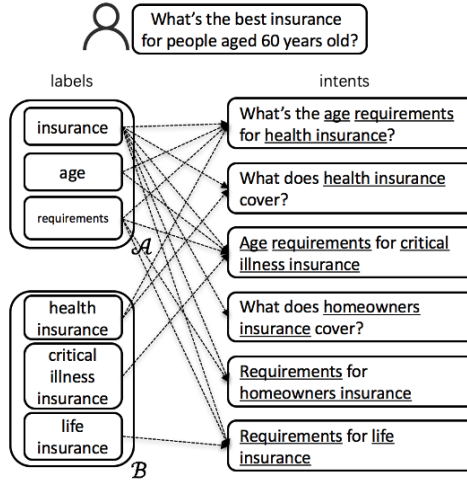 What's the best insurance
for people aged 60 years old?
labels
intents
insurance
age
requirements
𝒜
health
insurance
critical
illness
insurance
life
insurance
ℬ
What's the age requirements
for health insurance?
What does health insurance
cover?
Age requirements for critical
illness insurance
What does homeowners
insurance cover?
Requirements for
homeowners insurance
Requirements for life
insurance